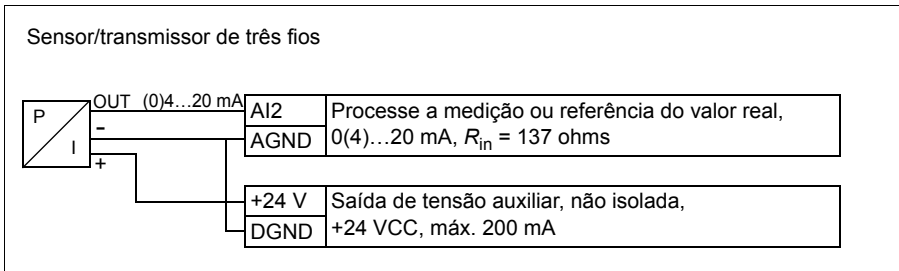 Sensor/transmissor de três fios
P
I
OUT (0)4…20 mA
-
+
AI2
AGND
Processe a medição ou referência do valor real,
0(4)…20 mA, Rin = 137 ohms
+24 V
DGND
Saída de tensão auxiliar, não isolada,
+24 VCC, máx. 200 mA